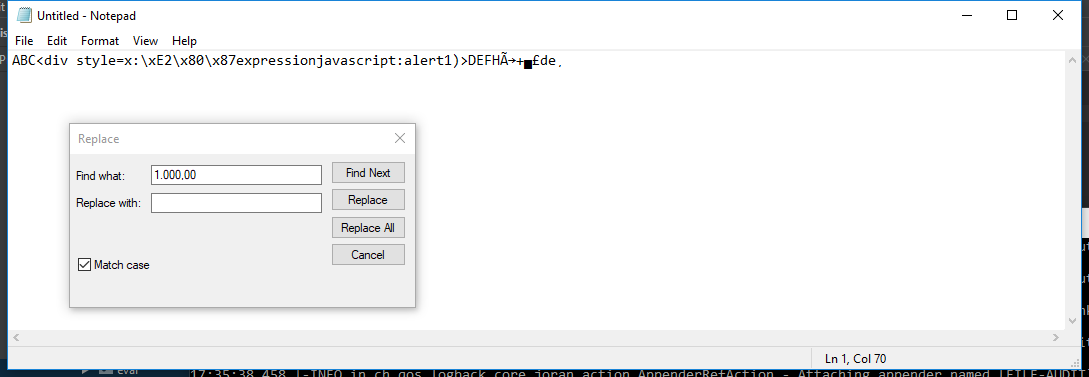 Untitled - Notepad
File Edit Format View Help
ABC<div style=x:\xE2\x80\x87expressionjavascript:alert1)>DEFHÃ→+▄£de¸
Replace
Find what: 1.000,00 Find Next
Replace with: Replace
Replace All
Cancel
Match case
Ln 1, Col 70
eval
17:35:38,458 |-INFO in ch.qos.logback.core.joran.action.AppenderRefAction - Attaching appender named [FILE-AUDIT